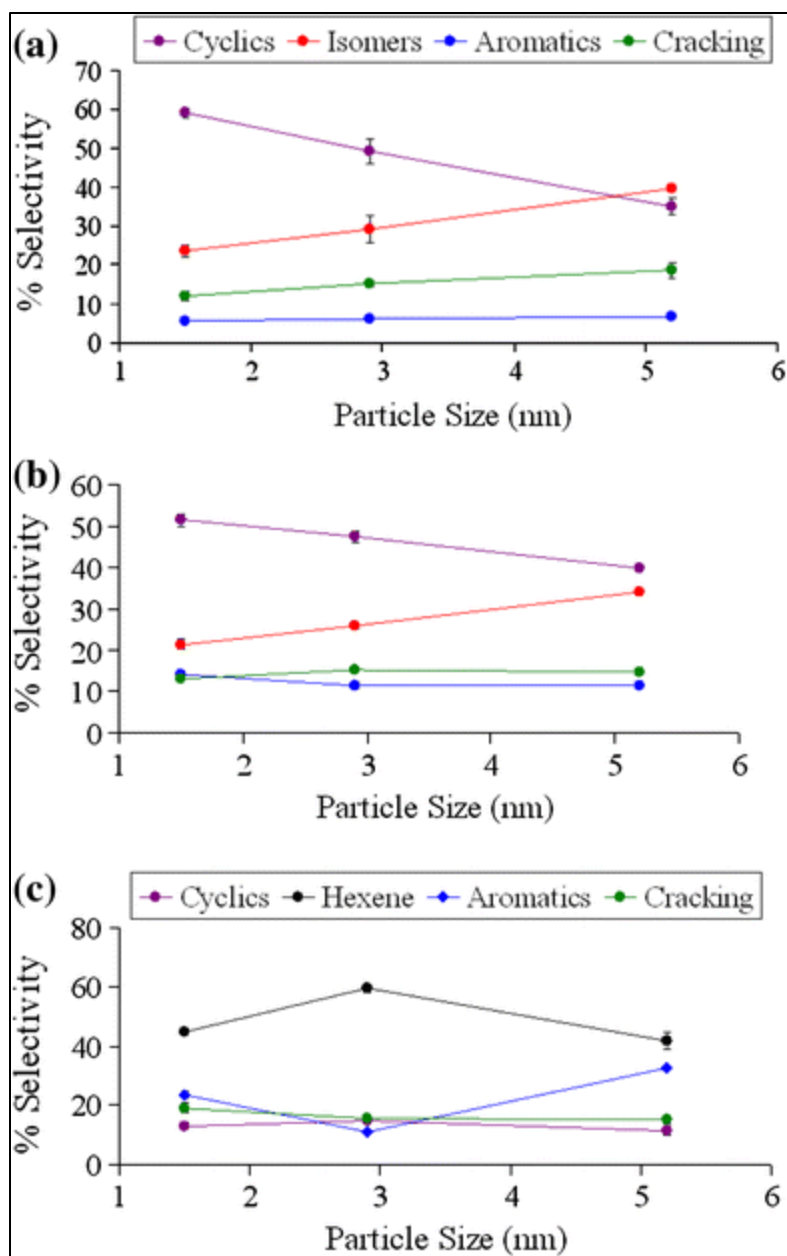 (a)
Cyclics Isomers Aromatics Cracking
70
60
50
40
30
20
10
0
% Selectivity
1 2 3 4 5 6
Particle Size (nm)
(b)
60
50
40
30
20
10
0
% Selectivity
1 2 3 4 5 6
Particle Size (nm)
(c)
Cyclics Hexene Aromatics Cracking
80
60
40
20
0
% Selectivity
1 2 3 4 5 6
Particle Size (nm)